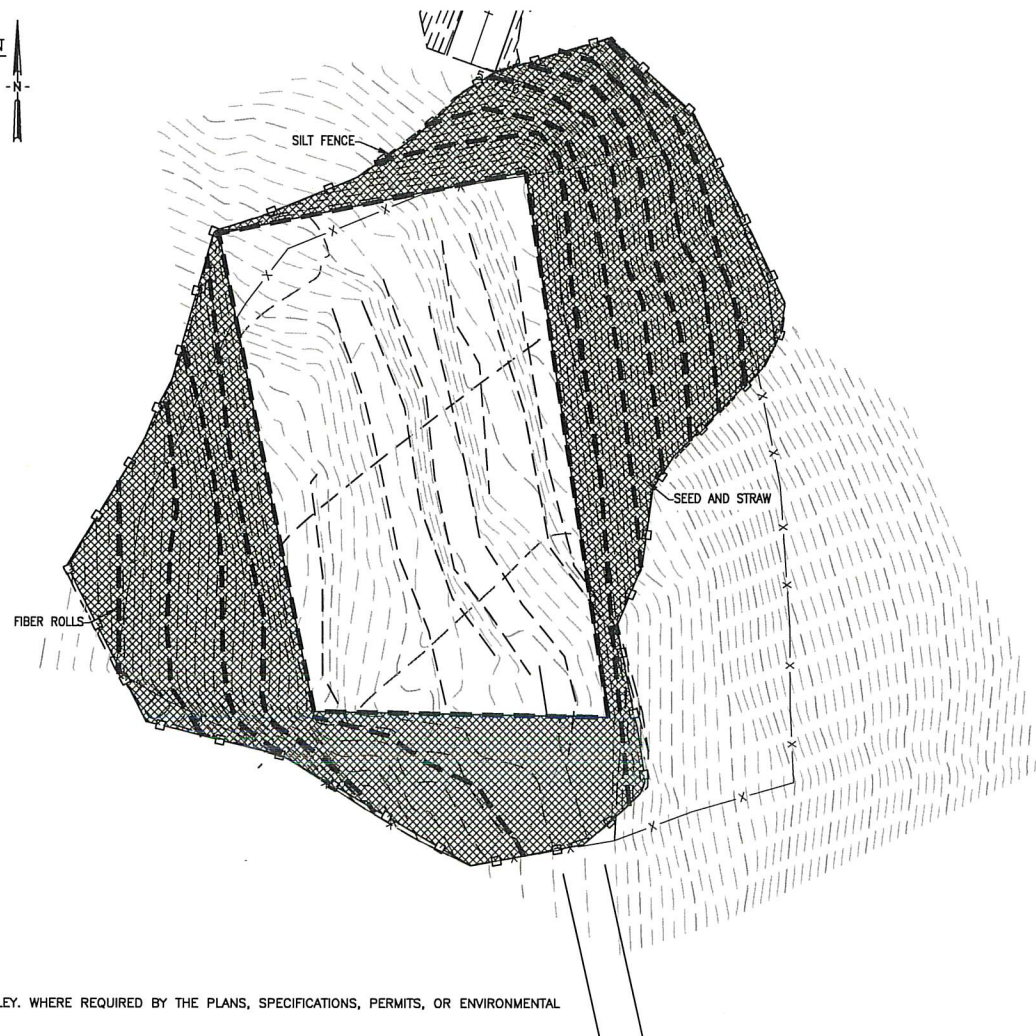 N
-N-
SILT FENCE
SEED AND STRAW
FIBER ROLLS
LEY. WHERE REQUIRED BY THE PLANS, SPECIFICATIONS, PERMITS, OR ENVIRONMENTAL